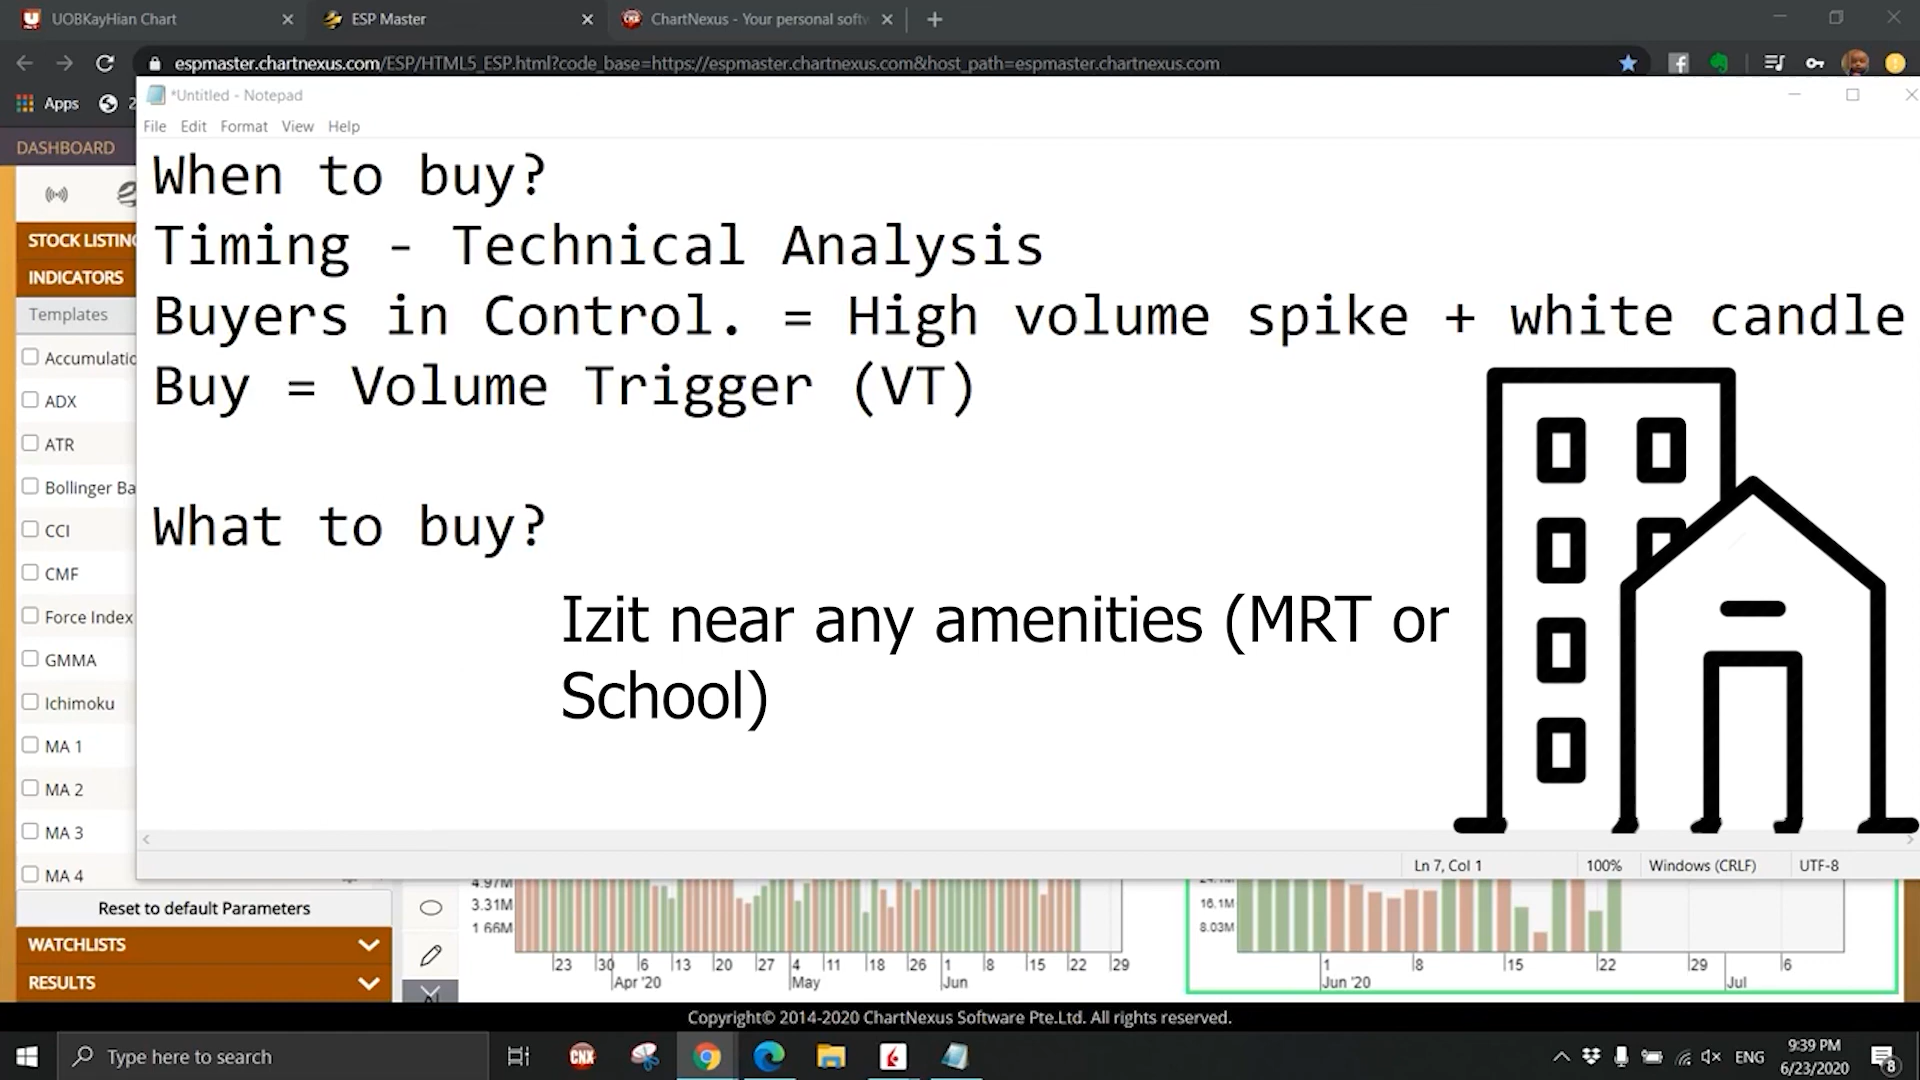 UOBKayHian Chart
ESP Master
ChartNexus - Your personal soft
espmaster.chartnexus.com/ESP/HTML5_ESP.html?code_base=https://espmaster.chartnexus.com&host_path=espmaster.chartnexus.com
Apps
2
*Untitled - Notepad
File Edit Format View Help
DASHBOARD
STOCK LISTING
INDICATORS
Templates
Accumulatio
ADX
ATR
Bollinger Ba
CCI
CMF
Force Index
GMMA
Ichimoku
MA 1
MA 2
MA 3
MA 4
Reset to default Parameters
WATCHLISTS
RESULTS
When to buy?
Timing - Technical Analysis
Buyers in Control. = High volume spike + white candle
Buy = Volume Trigger (VT)
What to buy?
Izit near any amenities (MRT or
School)
Ln 7, Col 1 100% Windows (CRLF) UTF-8
4.97M
3.31M
1.66M
23 30 6 13 20 27 4 11 18 26 1 8 15 22 29
Apr '20 May Jun
16.1M
8.03M
1 8 15 22 29 6
Jun '20 Jul
Copyright© 2014-2020 ChartNexus Software Pte.Ltd. All rights reserved.
Type here to search
CNX
ENG
9:39 PM
6/23/2020
8